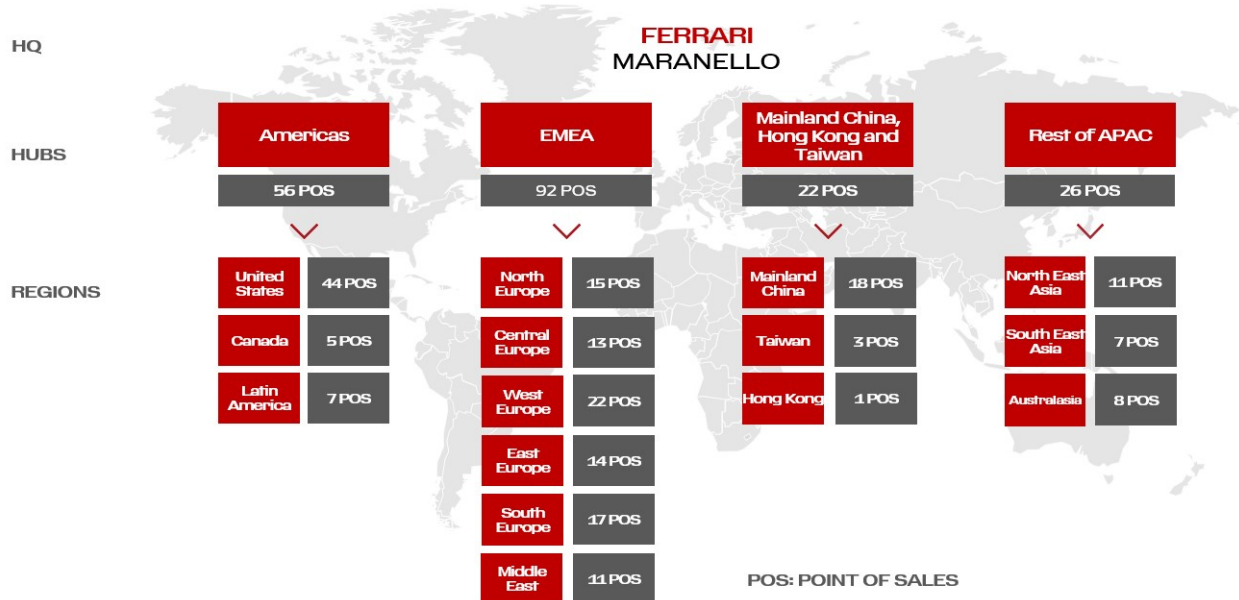 HQ
FERRARI
MARANELLO
HUBS
Americas
56 POS
EMEA
92 POS
Mainland China,
Hong Kong and
Taiwan
22 POS
Rest of APAC
26 POS
REGIONS
United
States
44 POS
Canada
5 POS
Latin
America
7 POS
North
Europe
15 POS
Central
Europe
13 POS
West
Europe
22 POS
East
Europe
14 POS
South
Europe
17 POS
Middle
East
11 POS
Mainland
China
18 POS
Taiwan
3 POS
Hong Kong
1 POS
North East
Asia
11 POS
South East
Asia
7 POS
Australasia
8 POS
POS: POINT OF SALES